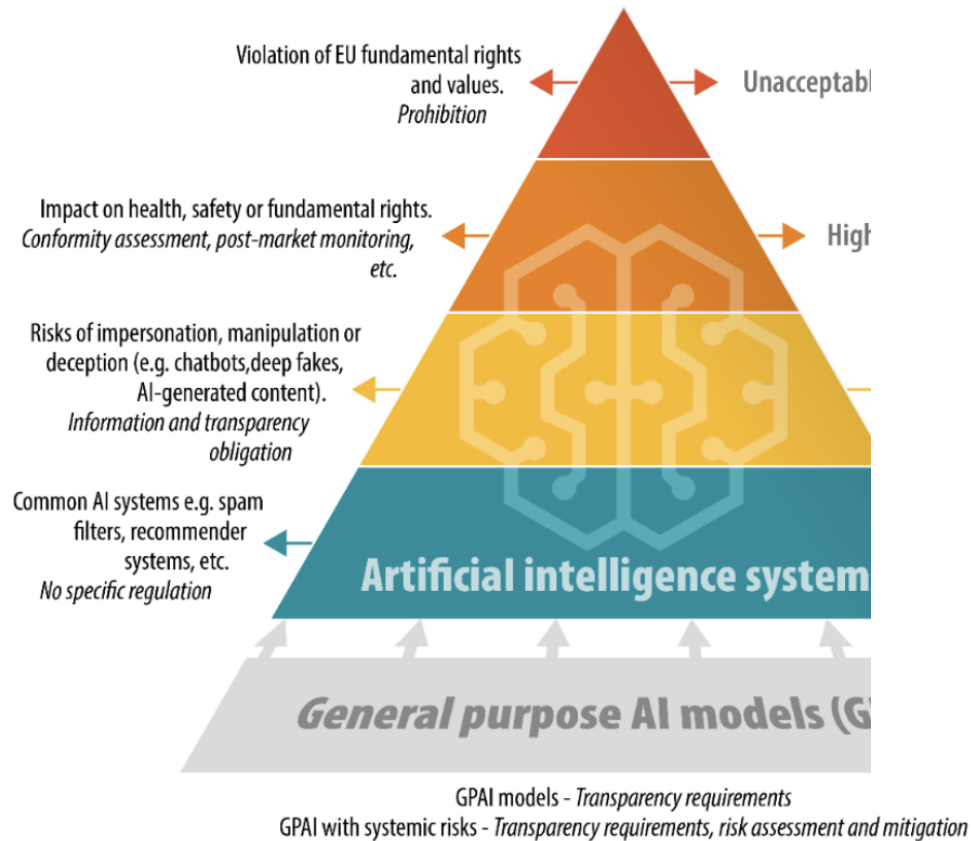 Violation of EU fundamental rights
and values.
Prohibition
Unacceptabl
Impact on health, safety or fundamental rights.
Conformity assessment, post-market monitoring,
etc.
High
Risks of impersonation, manipulation or
deception (e.g. chatbots,deep fakes,
AI-generated content).
Information and transparency
obligation
Common AI systems e.g. spam
filters, recommender
systems, etc.
No specific regulation
Artificial intelligence system
General purpose AI models (G
GPAI models - Transparency requirements
GPAI with systemic risks - Transparency requirements, risk assessment and mitigation